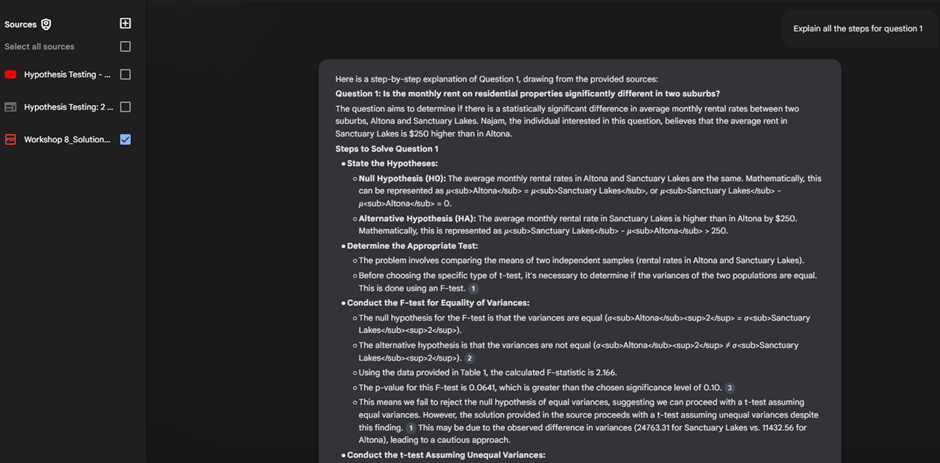 Sources
Select all sources
Hypothesis Testing - ...
Hypothesis Testing: 2 ...
Workshop 8_Solution...
Explain all the steps for question 1
Here is a step-by-step explanation of Question 1, drawing from the provided sources:
Question 1: Is the monthly rent on residential properties significantly different in two suburbs?
The question aims to determine if there is a statistically significant difference in average monthly rental rates between two
suburbs, Altona and Sanctuary Lakes. Najam, the individual interested in this question, believes that the average rent in
Sanctuary Lakes is $250 higher than in Altona.
Steps to Solve Question 1
● State the Hypotheses:
○ Null Hypothesis (H0): The average monthly rental rates in Altona and Sanctuary Lakes are the same. Mathematically, this
can be represented as μ<sub>Altona</sub> = μ<sub>Sanctuary Lakes</sub>, or μ<sub>Sanctuary Lakes</sub> -
μ<sub>Altona</sub> = 0.
○ Alternative Hypothesis (HA): The average monthly rental rate in Sanctuary Lakes is higher than in Altona by $250.
Mathematically, this is represented as μ<sub>Sanctuary Lakes</sub> - μ<sub>Altona</sub> > 250.
● Determine the Appropriate Test:
○ The problem involves comparing the means of two independent samples (rental rates in Altona and Sanctuary Lakes).
○ Before choosing the specific type of t-test, it's necessary to determine if the variances of the two populations are equal.
This is done using an F-test. 1
● Conduct the F-test for Equality of Variances:
○ The null hypothesis for the F-test is that the variances are equal (σ<sub>Altona</sub><sup>2</sup> = σ<sub>Sanctuary
Lakes</sub><sup>2</sup>).
○ The alternative hypothesis is that the variances are not equal (σ<sub>Altona</sub><sup>2</sup> ≠ σ<sub>Sanctuary
Lakes</sub><sup>2</sup>). 2
○ Using the data provided in Table 1, the calculated F-statistic is 2.166.
○ The p-value for this F-test is 0.0641, which is greater than the chosen significance level of 0.10. 3
○ This means we fail to reject the null hypothesis of equal variances, suggesting we can proceed with a t-test assuming
equal variances. However, the solution provided in the source proceeds with a t-test assuming unequal variances despite
this finding. 1 This may be due to the observed difference in variances (24763.31 for Sanctuary Lakes vs. 11432.56 for
Altona), leading to a cautious approach.
● Conduct the t-test Assuming Unequal Variances: